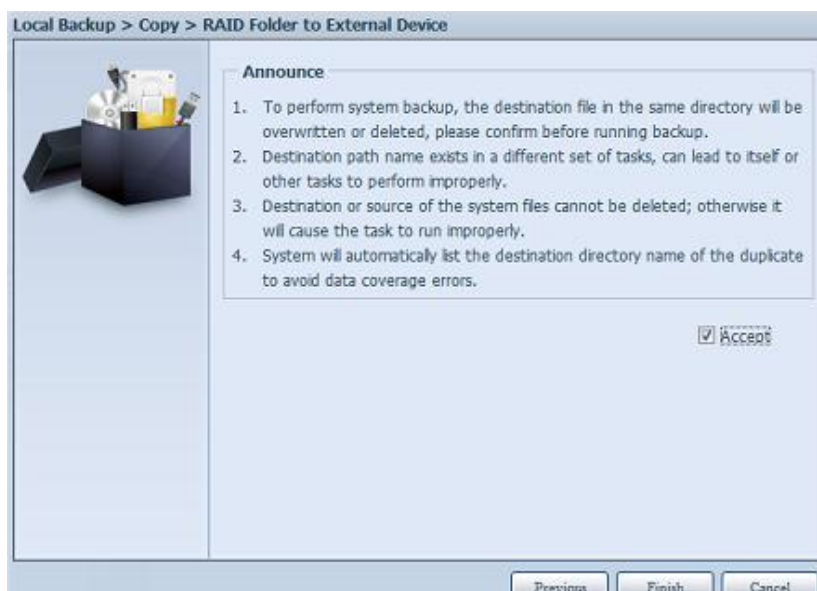 Local Backup > Copy > RAID Folder to External Device
Announce
1. To perform system backup, the destination file in the same directory will be
overwritten or deleted, please confirm before running backup.
2. Destination path name exists in a different set of tasks, can lead to itself or
other tasks to perform improperly.
3. Destination or source of the system files cannot be deleted; otherwise it
will cause the task to run improperly.
4. System will automatically list the destination directory name of the duplicate
to avoid data coverage errors.
Accept
Previous Finish Cancel